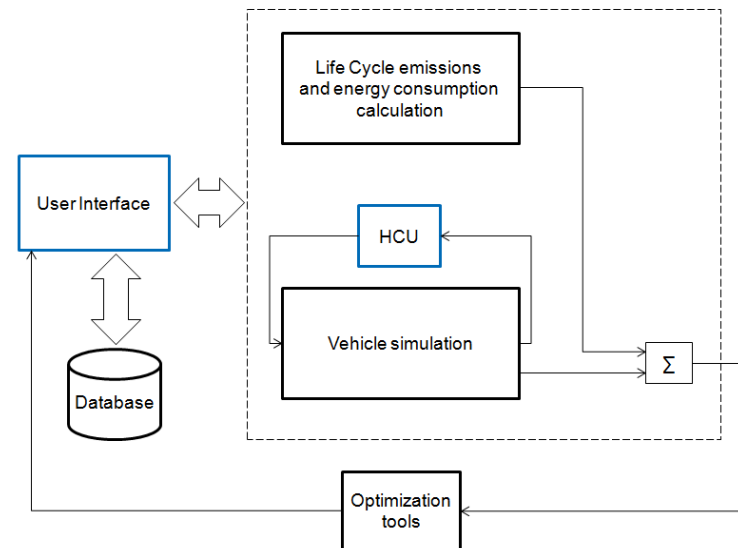 Life Cycle emissions
and energy consumption
calculation
User Interface
HCU
Vehicle simulation
Σ
Database
Optimization
tools